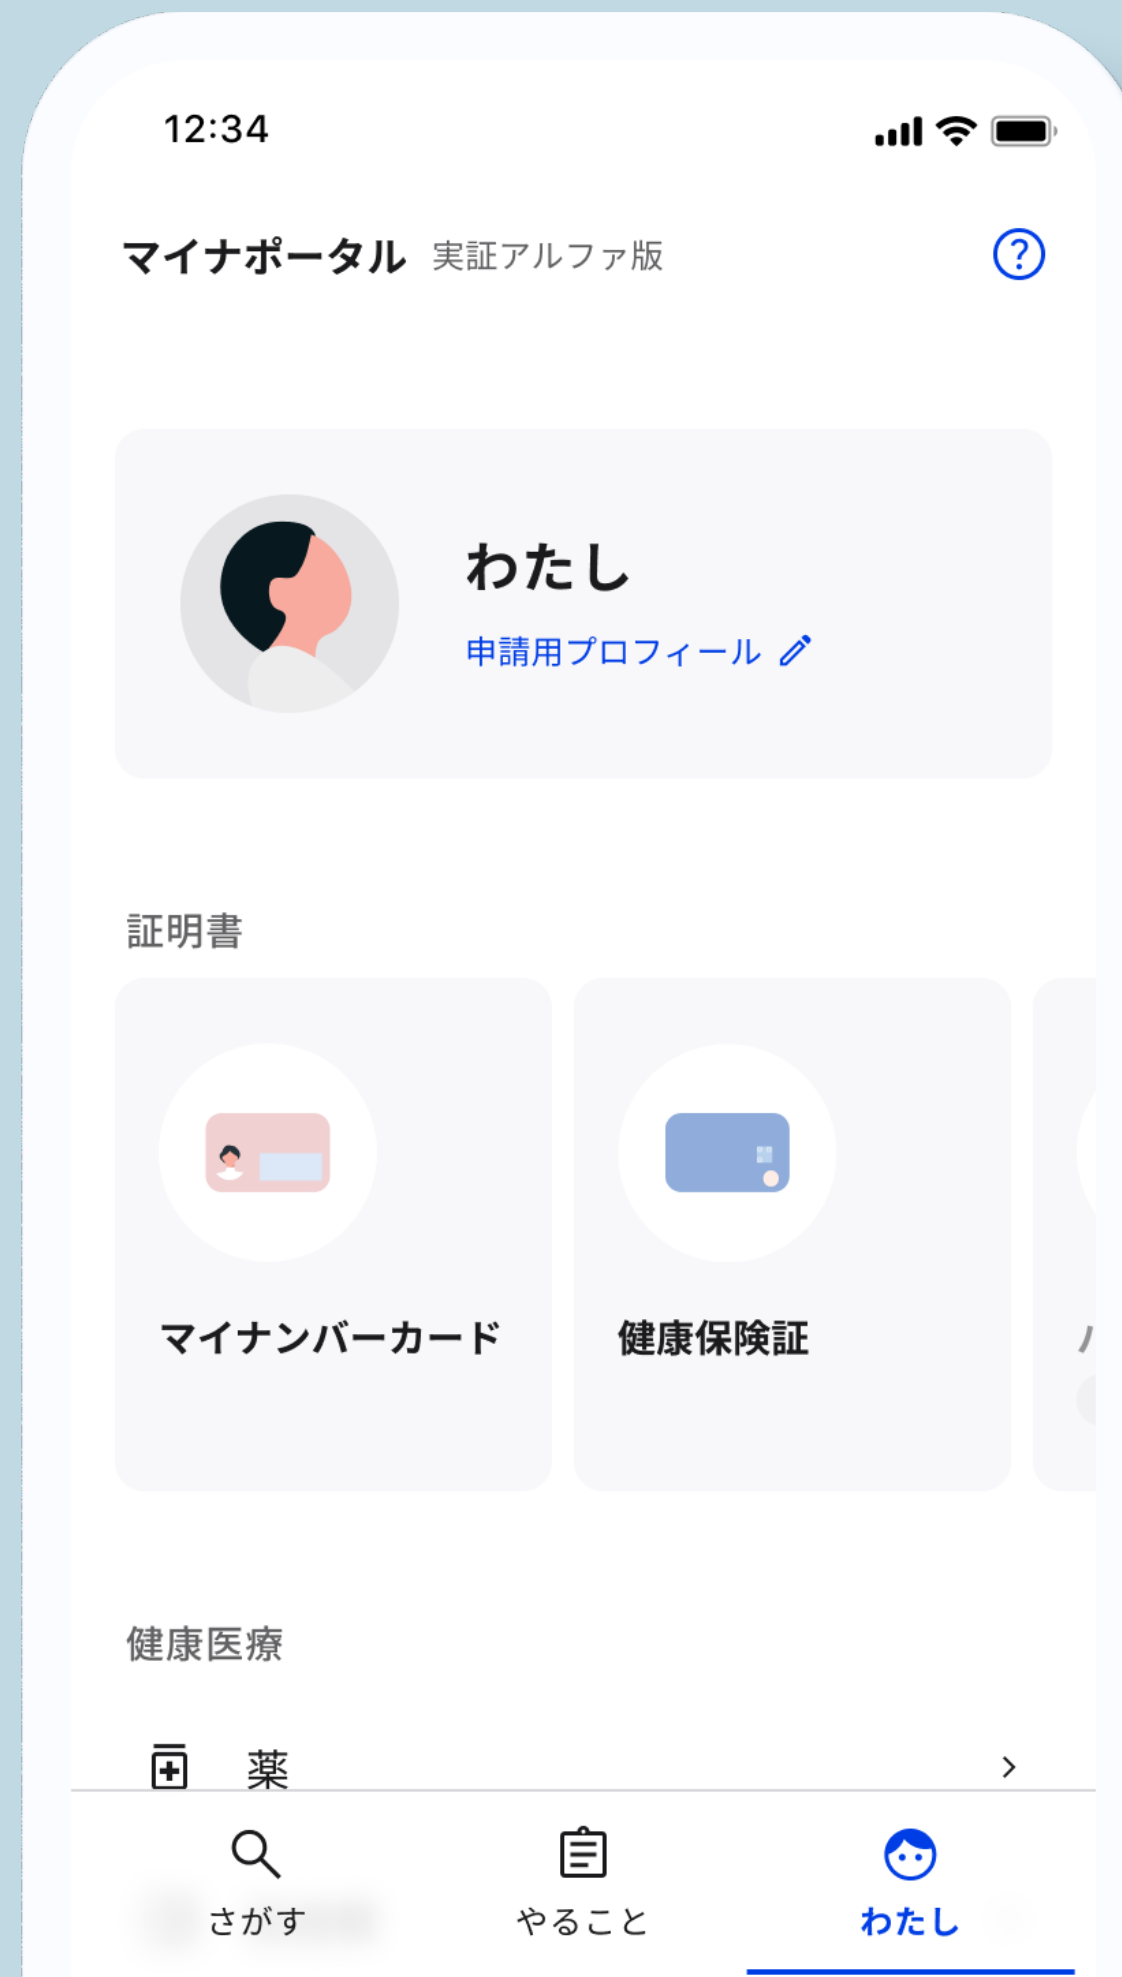 12:34
マイナポータル 実証アルファ版
わたし
申請用プロフィール
証明書
マイナンバーカード 健康保険証
健康医療
薬
さがす やること わたし